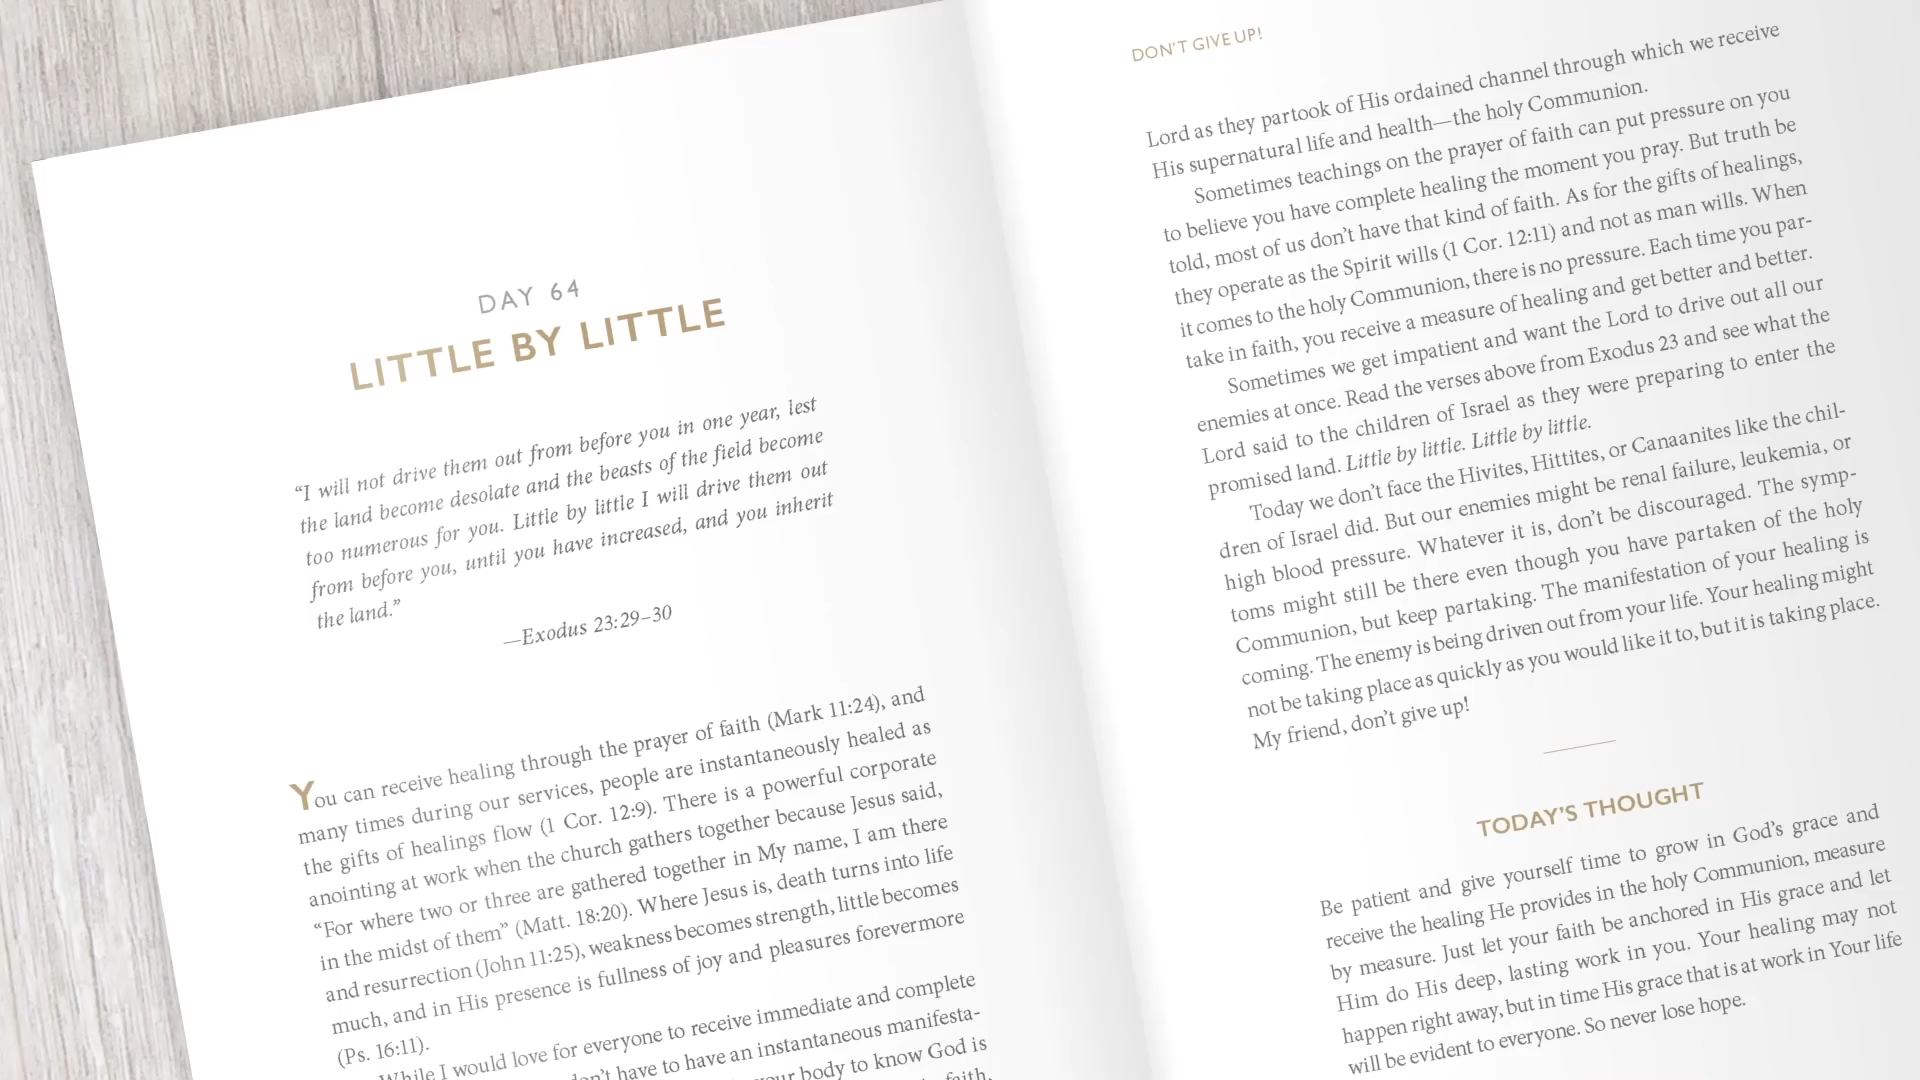 DAY 64
LITTLE BY LITTLE
“I will not drive them out from before you in one year, lest
the land become desolate and the beasts of the field become
too numerous for you. Little by little I will drive them out
from before you, until you have increased, and you inherit
the land.”
—Exodus 23:29–30
You can receive healing through the prayer of faith (Mark 11:24), and
many times during our services, people are instantaneously healed as
the gifts of healings flow (1 Cor. 12:9). There is a powerful corporate
anointing at work when the church gathers together because Jesus said,
“For where two or three are gathered together in My name, I am there
in the midst of them” (Matt. 18:20). Where Jesus is, death turns into life
and resurrection (John 11:25), weakness becomes strength, little becomes
much, and in His presence is fullness of joy and pleasures forevermore
(Ps. 16:11).
While I would love for everyone to receive immediate and complete
have to have an instantaneous manifesta-
your body to know God is
faith,
DON’T GIVE UP!
Lord as they partook of His ordained channel through which we receive
His supernatural life and health—the holy Communion.
Sometimes teachings on the prayer of faith can put pressure on you
to believe you have complete healing the moment you pray. But truth be
told, most of us don’t have that kind of faith. As for the gifts of healings,
they operate as the Spirit wills (1 Cor. 12:11) and not as man wills. When
it comes to the holy Communion, there is no pressure. Each time you par-
take in faith, you receive a measure of healing and get better and better.
Sometimes we get impatient and want the Lord to drive out all our
enemies at once. Read the verses above from Exodus 23 and see what the
Lord said to the children of Israel as they were preparing to enter the
promised land. Little by little. Little by little.
Today we don’t face the Hivites, Hittites, or Canaanites like the chil-
dren of Israel did. But our enemies might be renal failure, leukemia, or
high blood pressure. Whatever it is, don’t be discouraged. The symp-
toms might still be there even though you have partaken of the holy
Communion, but keep partaking. The manifestation of your healing is
coming. The enemy is being driven out from your life. Your healing might
not be taking place as quickly as you would like it to, but it is taking place.
My friend, don’t give up!
TODAY’S THOUGHT
Be patient and give yourself time to grow in God’s grace and
receive the healing He provides in the holy Communion, measure
by measure. Just let your faith be anchored in His grace and let
Him do His deep, lasting work in you. Your healing may not
happen right away, but in time His grace that is at work in Your life
will be evident to everyone. So never lose hope.